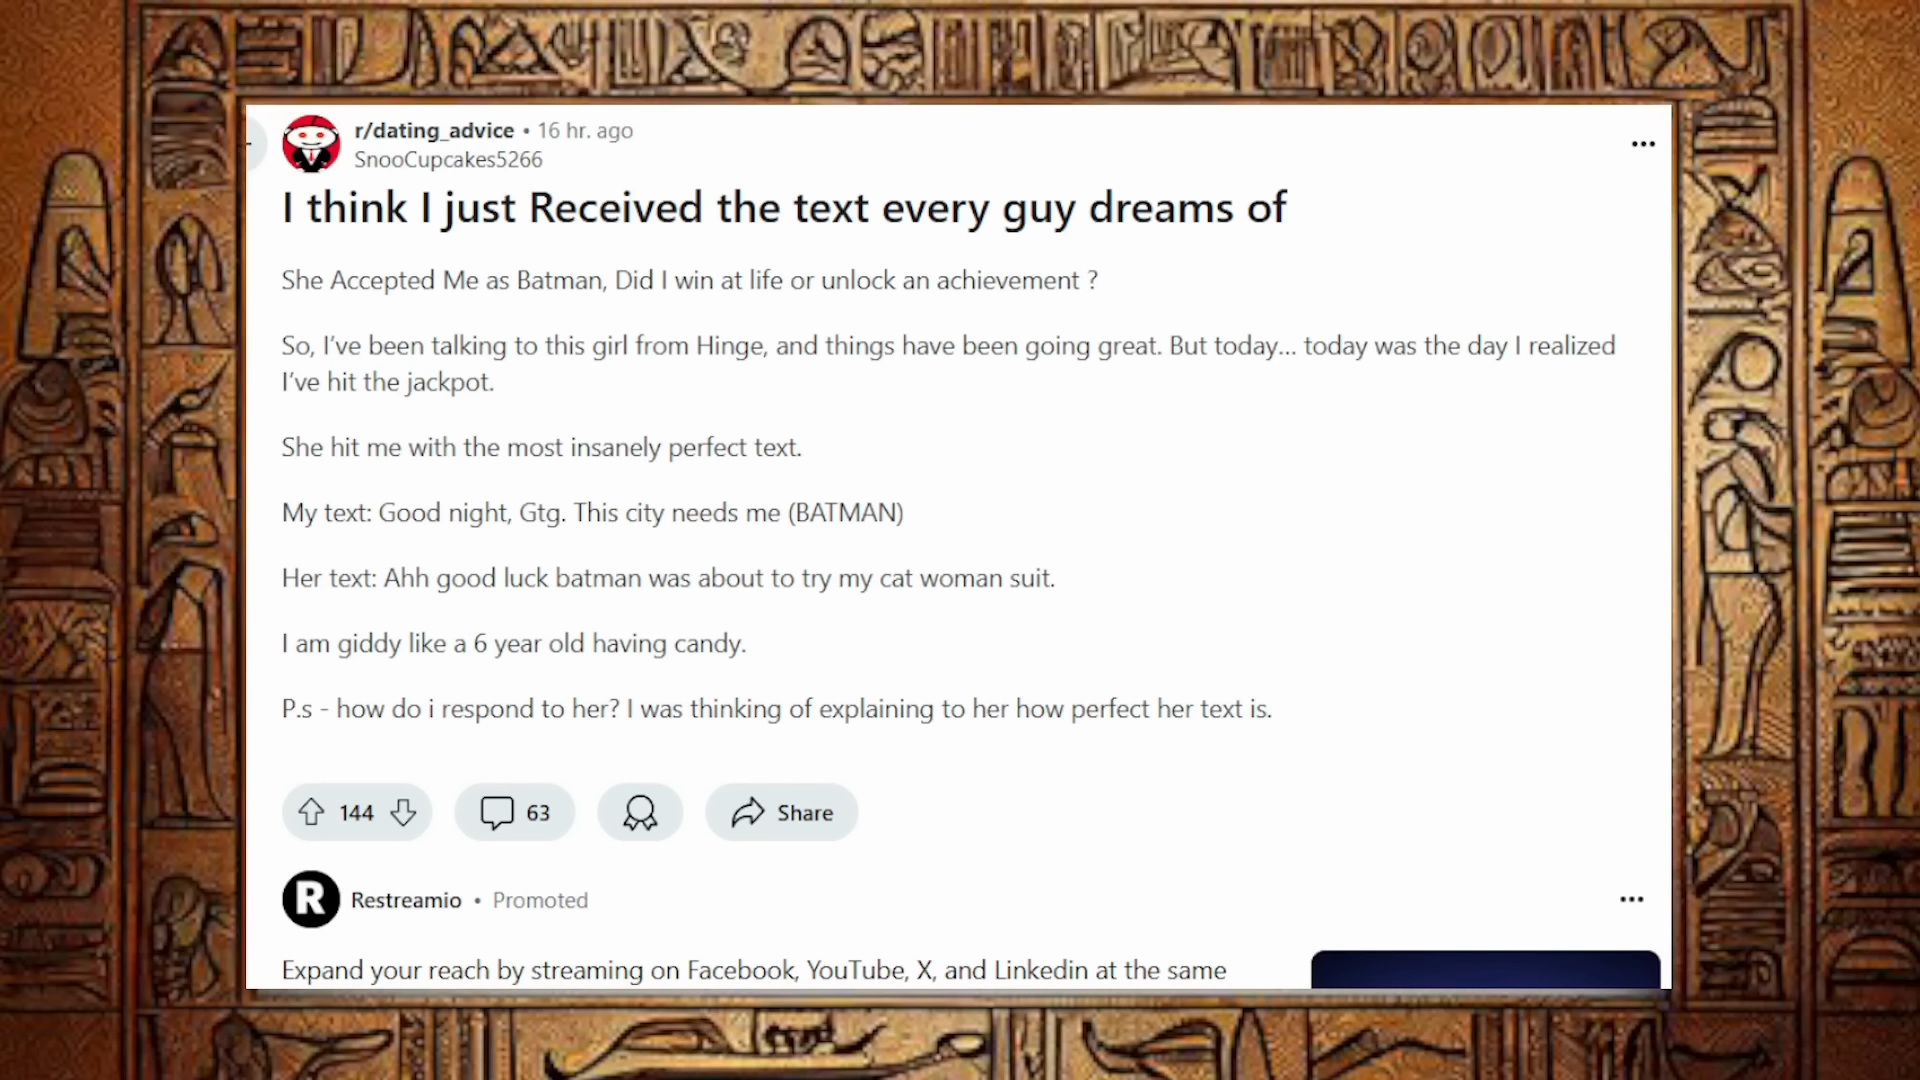 r/dating_advice • 16 hr. ago
SnooCupcakes5266
I think I just Received the text every guy dreams of
She Accepted Me as Batman, Did I win at life or unlock an achievement ?
So, I’ve been talking to this girl from Hinge, and things have been going great. But today... today was the day I realized
I’ve hit the jackpot.
She hit me with the most insanely perfect text.
My text: Good night, Gtg. This city needs me (BATMAN)
Her text: Ahh good luck batman was about to try my cat woman suit.
I am giddy like a 6 year old having candy.
P.s - how do i respond to her? I was thinking of explaining to her how perfect her text is.
144
63
Share
R
Restreamio • Promoted
Expand your reach by streaming on Facebook, YouTube, X, and Linkedin at the same